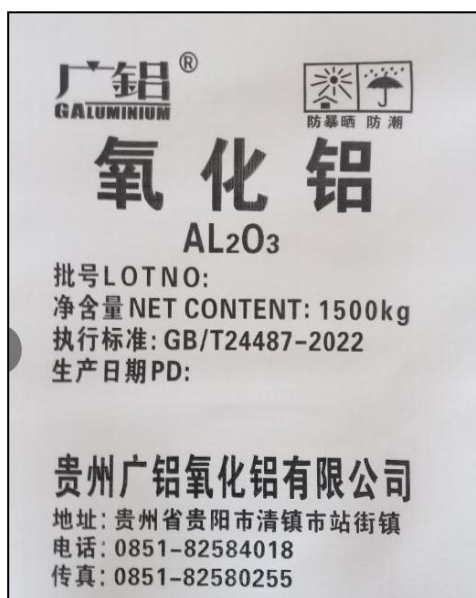 广鋁®
GALUMINIUM
防暴晒 防潮
氧化铝
AL₂O₃
批号LOTNO:
净含量NET CONTENT: 1500kg
执行标准: GB/T24487-2022
生产日期PD:
贵州广铝氧化铝有限公司
地址: 贵州省贵阳市清镇市站街镇
电话: 0851-82584018
传真: 0851-82580255